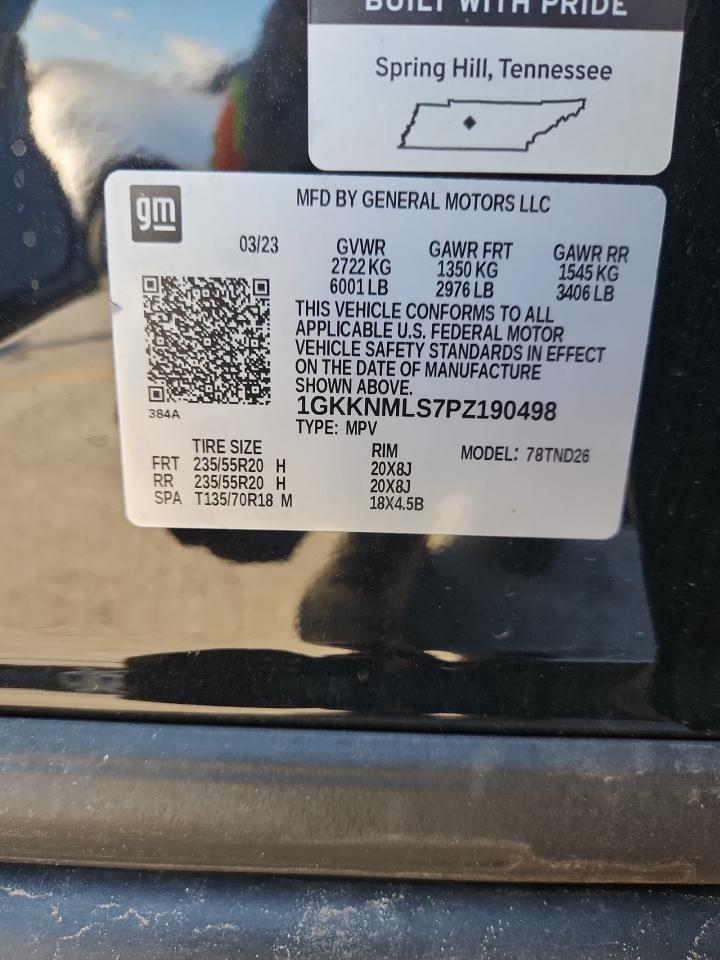 BUILT WITH PRIDE
Spring Hill, Tennessee
gm
MFD BY GENERAL MOTORS LLC
03/23
GVWR GAWR FRT GAWR RR
2722 KG 1350 KG 1545 KG
6001 LB 2976 LB 3406 LB
THIS VEHICLE CONFORMS TO ALL
APPLICABLE U.S. FEDERAL MOTOR
VEHICLE SAFETY STANDARDS IN EFFECT
ON THE DATE OF MANUFACTURE
SHOWN ABOVE.
384A
1GKKNMLS7PZ190498
TYPE: MPV
TIRE SIZE RIM MODEL: 78TND26
FRT 235/55R20 H 20X8J
RR 235/55R20 H 20X8J
SPA T135/70R18 M 18X4.5B